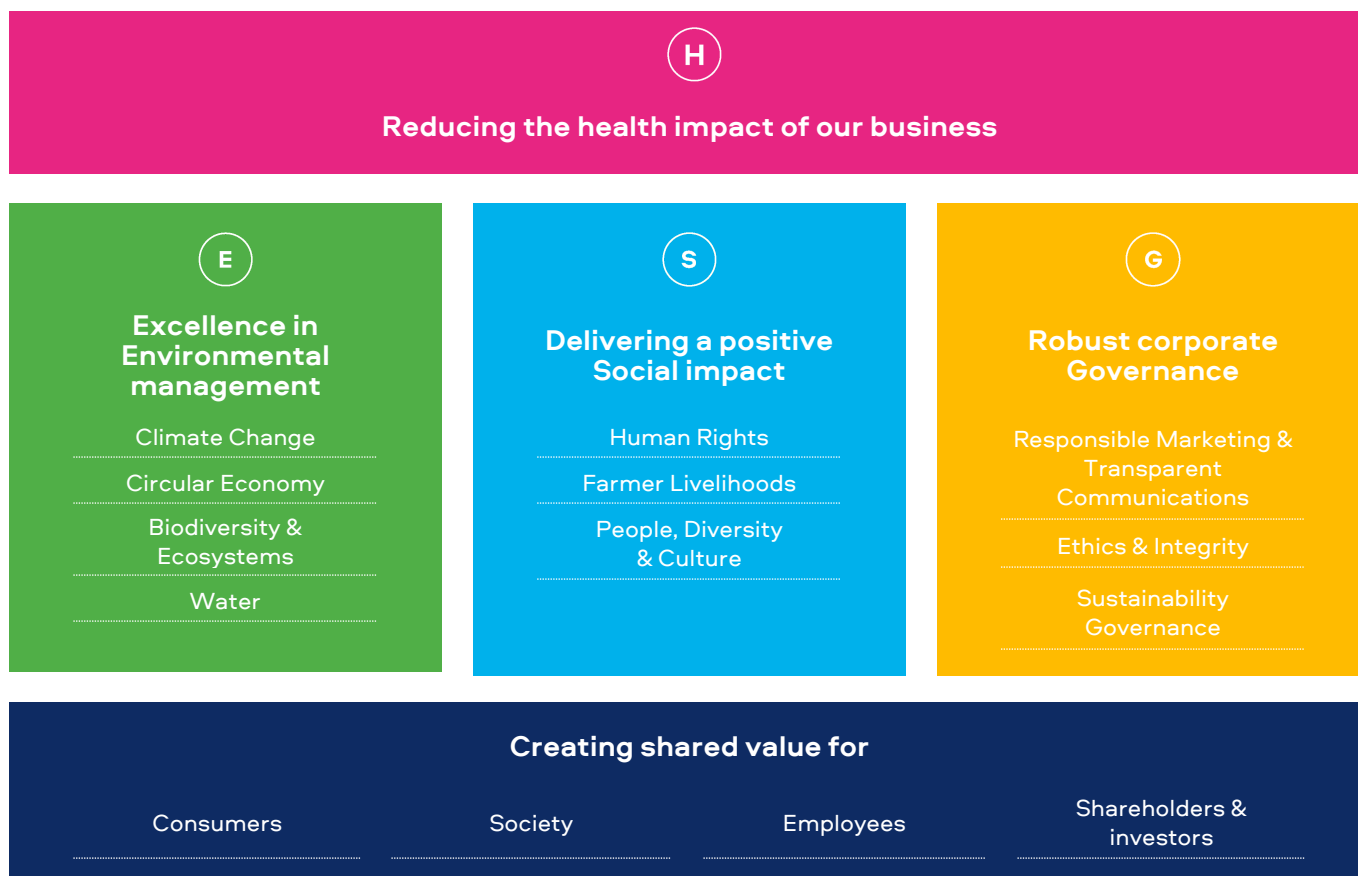 H
Reducing the health impact of our business
E
Excellence in
Environmental
management
Climate Change
Circular Economy
Biodiversity &
Ecosystems
Water
S
Delivering a positive
Social impact
Human Rights
Farmer Livelihoods
People, Diversity
& Culture
G
Robust corporate
Governance
Responsible Marketing &
Transparent
Communications
Ethics & Integrity
Sustainability
Governance
Creating shared value for
Consumers
Society
Employees
Shareholders &
investors